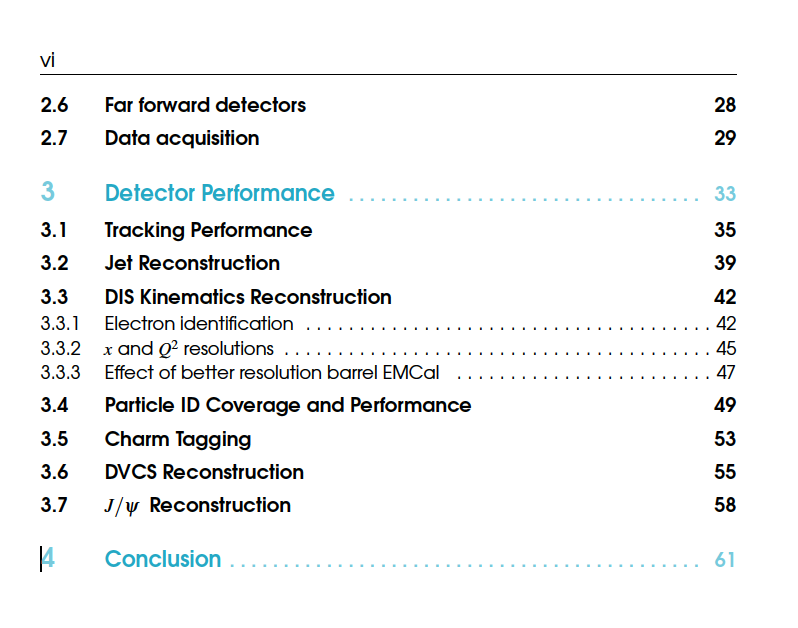 vi
2.6 Far forward detectors 28
2.7 Data acquisition 29
3 Detector Performance . . . . . . . . . . . . . . . . . . . . . . . . . . . . . . . . . 33
3.1 Tracking Performance 35
3.2 Jet Reconstruction 39
3.3 DIS Kinematics Reconstruction 42
3.3.1 Electron identification . . . . . . . . . . . . . . . . . . . . . . . . . . . . . . . . . . . . . . 42
3.3.2 x and Q² resolutions . . . . . . . . . . . . . . . . . . . . . . . . . . . . . . . . . . . . . . . . 45
3.3.3 Effect of better resolution barrel EMCal . . . . . . . . . . . . . . . . . . . . . . . . 47
3.4 Particle ID Coverage and Performance 49
3.5 Charm Tagging 53
3.6 DVCS Reconstruction 55
3.7 J/ψ Reconstruction 58
4 Conclusion . . . . . . . . . . . . . . . . . . . . . . . . . . . . . . . . . . . . . . . . . . . . 61